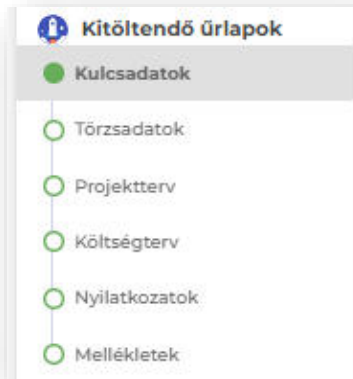 Kitöltendő űrlapok
Kulcsadatok
Törzsadatok
Projektterv
Költségterv
Nyilatkozatok
Mellékletek